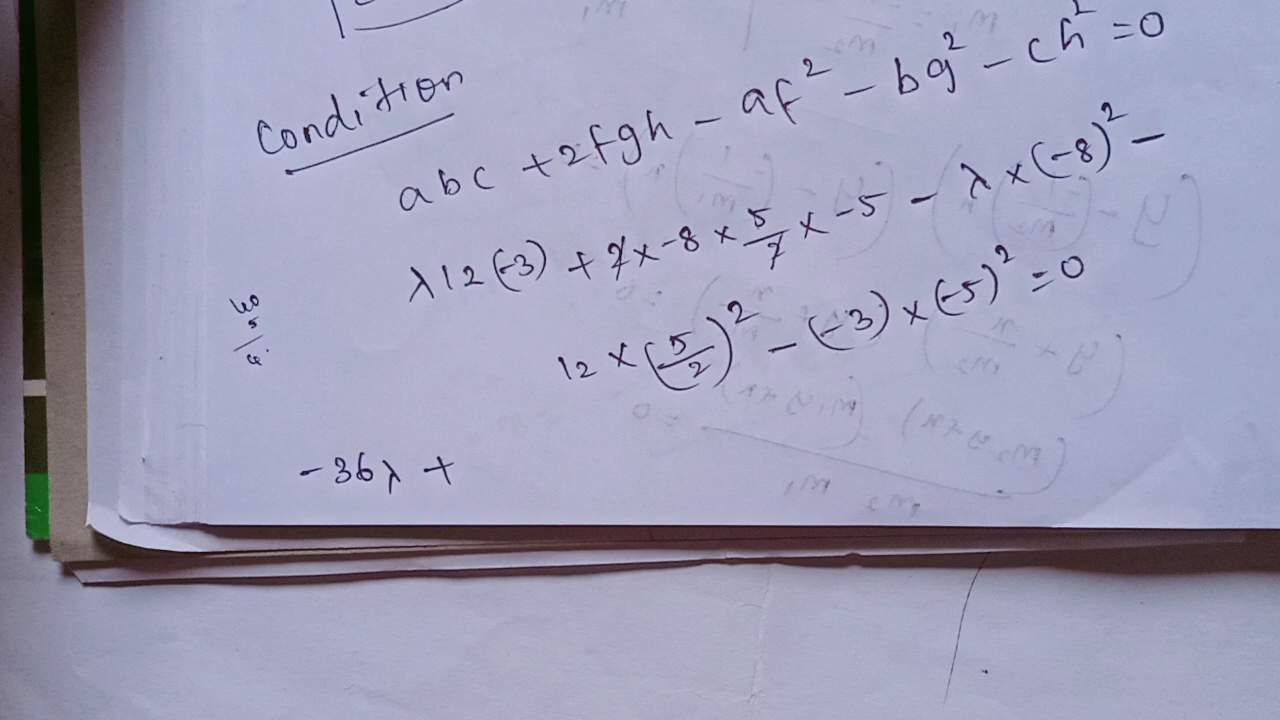 Condition
abc + 2fgh - af² - bg² - ch² = 0
λ12(-3) + 2 x -8 x 5/2 x -5 - λ x (-8)² -
12 x (5/2)² - (-3) x (-5)² = 0
-36λ +